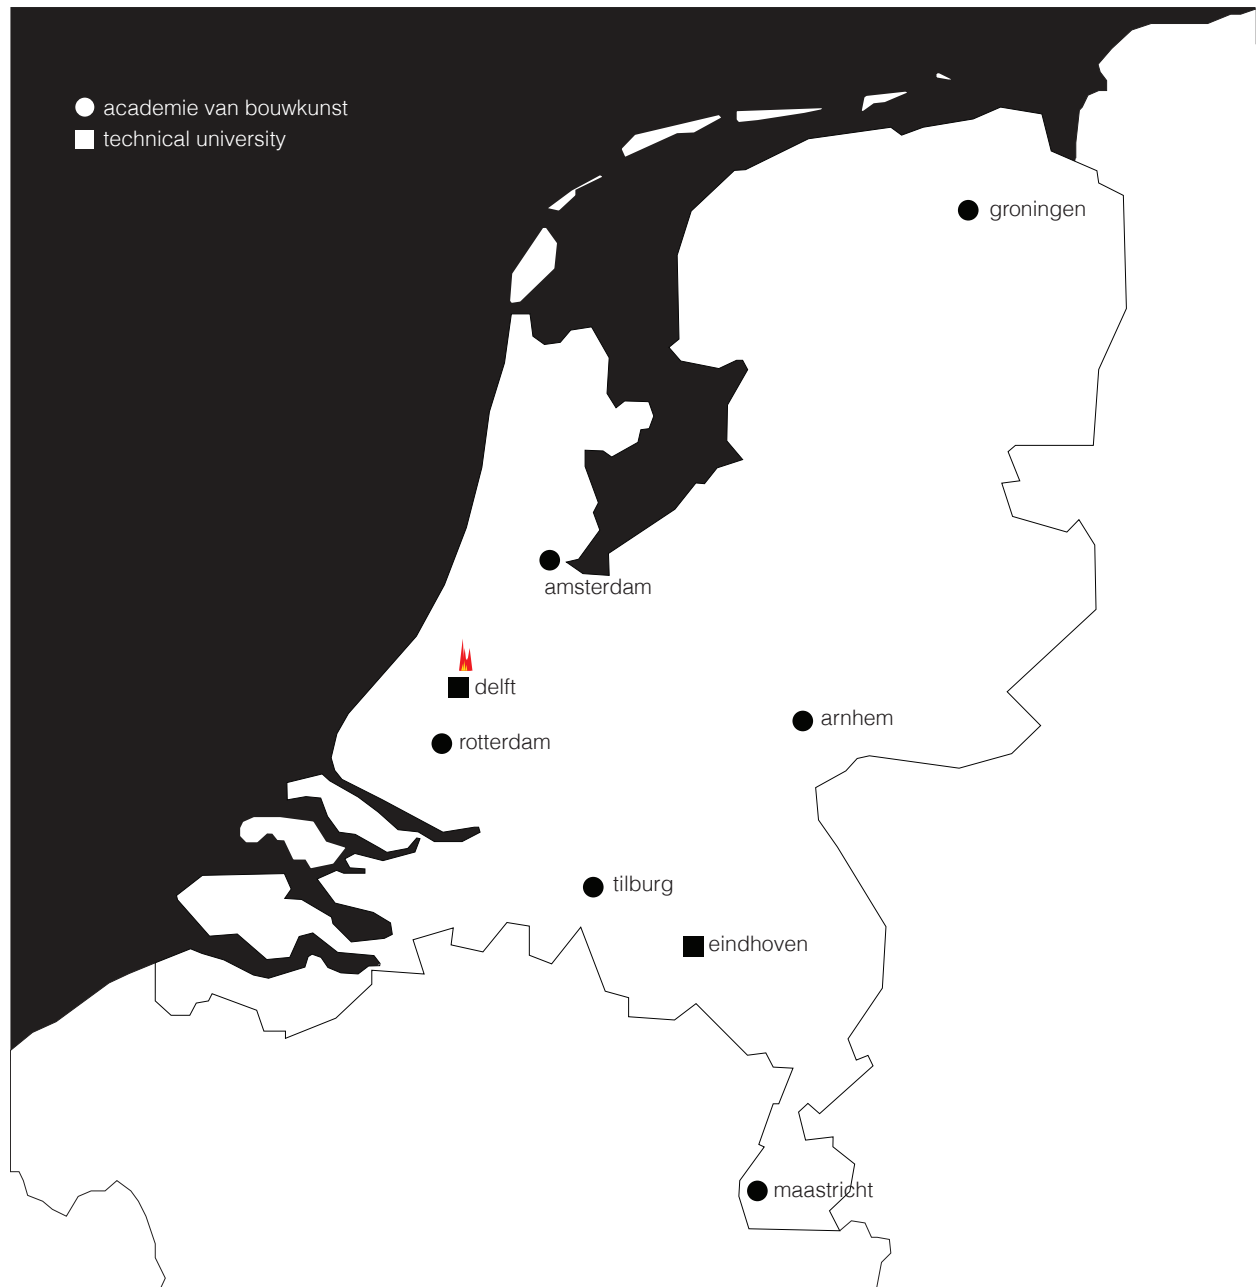 academie van bouwkunst
technical university
groningen
amsterdam
delft
arnhem
rotterdam
tilburg
eindhoven
maastricht